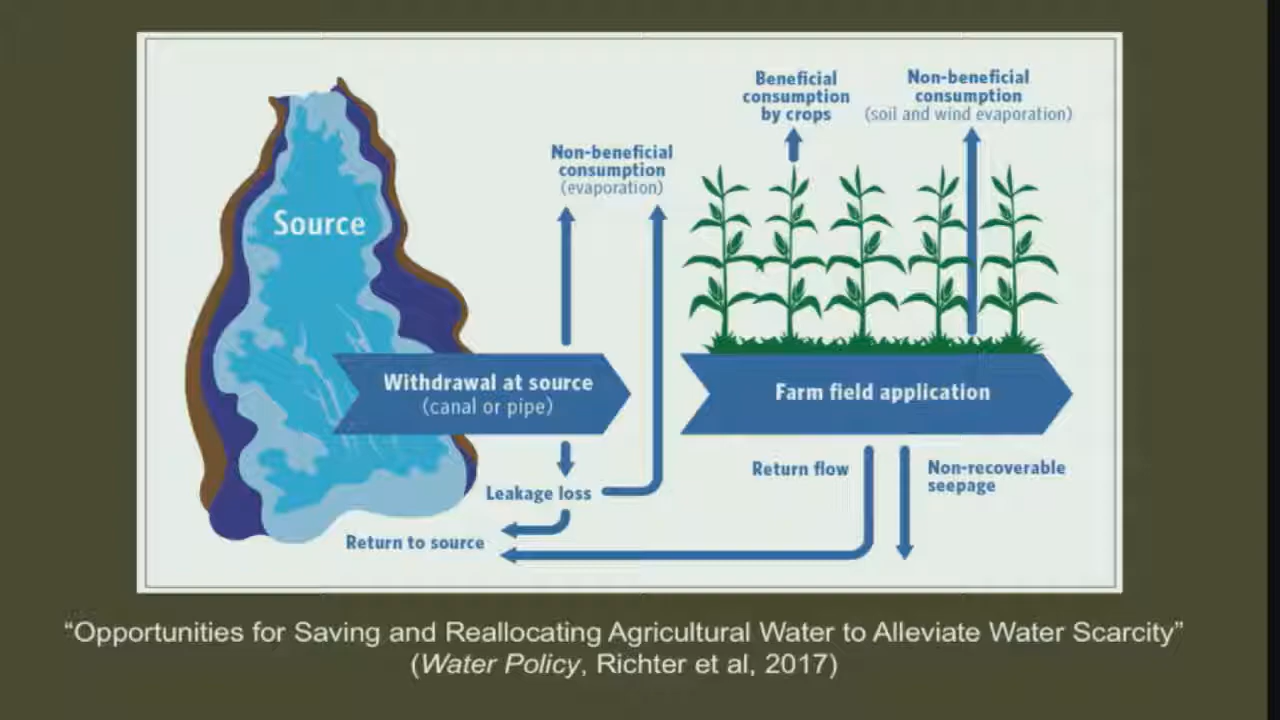 Source
Withdrawal at source
(canal or pipe)
Non-beneficial
consumption
(evaporation)
Leakage loss
Return to source
Beneficial
consumption
by crops
Non-beneficial
consumption
(soil and wind evaporation)
Farm field application
Return flow
Non-recoverable
seepage
“Opportunities for Saving and Reallocating Agricultural Water to Alleviate Water Scarcity”
(Water Policy, Richter et al, 2017)